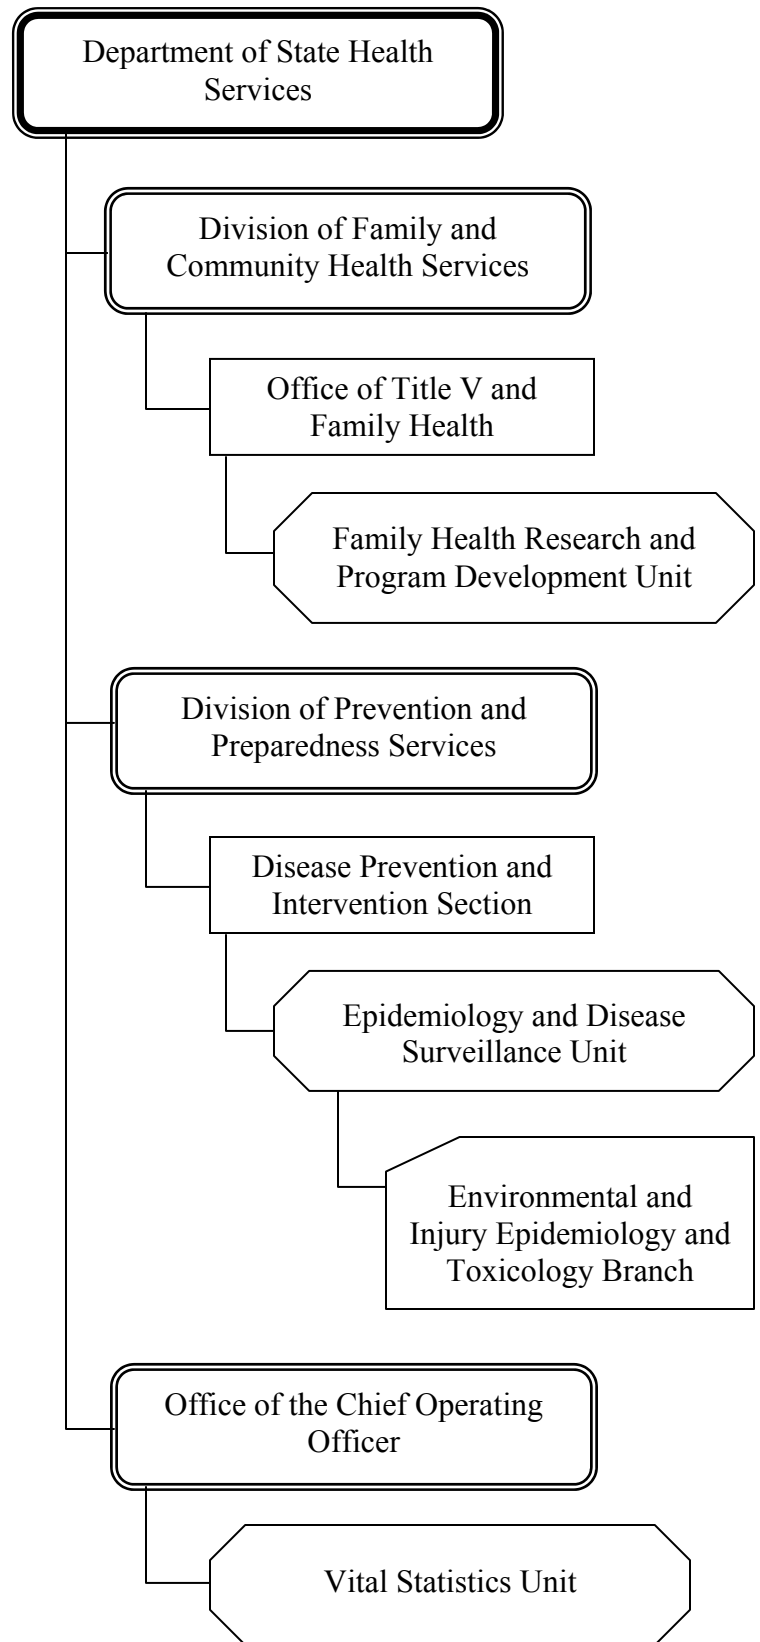 Department of State Health
Services
Division of Family and
Community Health Services
Office of Title V and
Family Health
Family Health Research and
Program Development Unit
Division of Prevention and
Preparedness Services
Disease Prevention and
Intervention Section
Epidemiology and Disease
Surveillance Unit
Environmental and
Injury Epidemiology and
Toxicology Branch
Office of the Chief Operating
Officer
Vital Statistics Unit